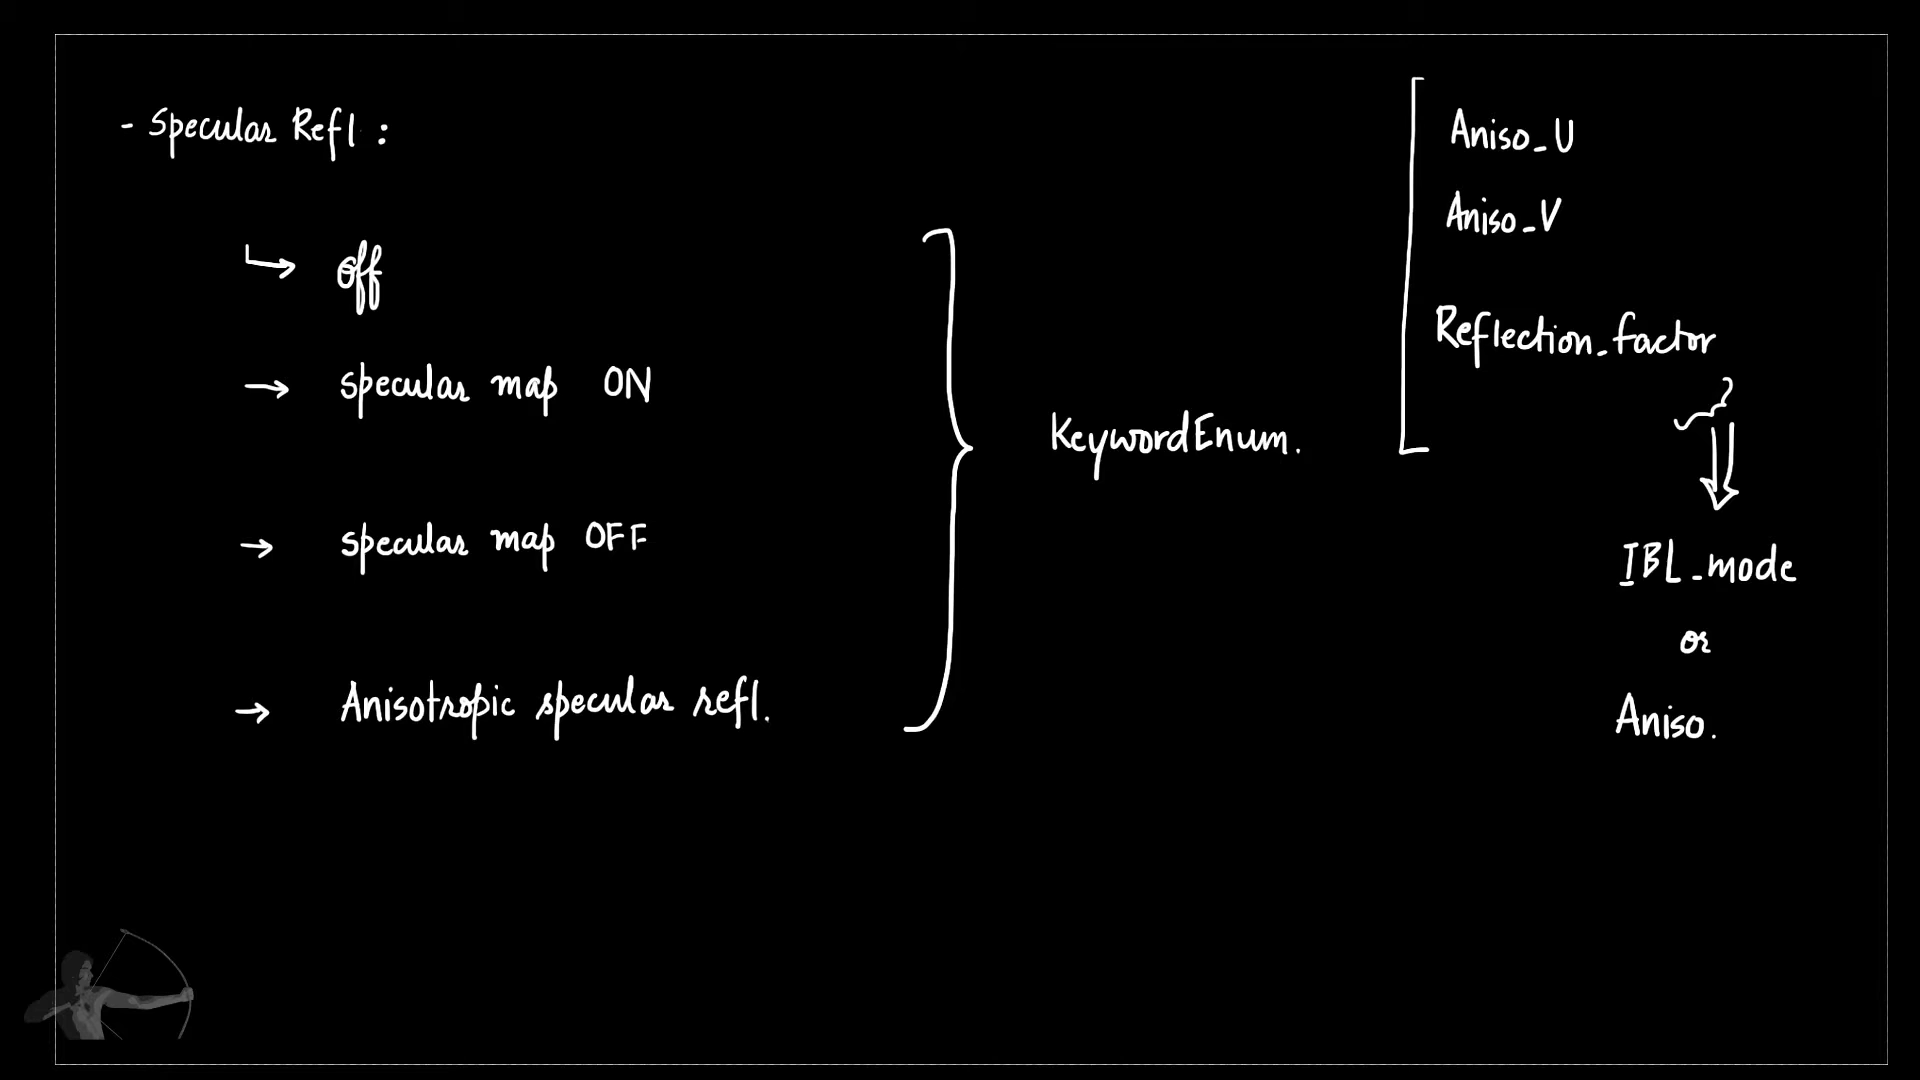 - Specular Refl :
off
specular map ON
specular map OFF
Anisotropic specular refl.
KeywordEnum.
Aniso_U
Aniso_V
Reflection_factor
IBL_mode
or
Aniso.